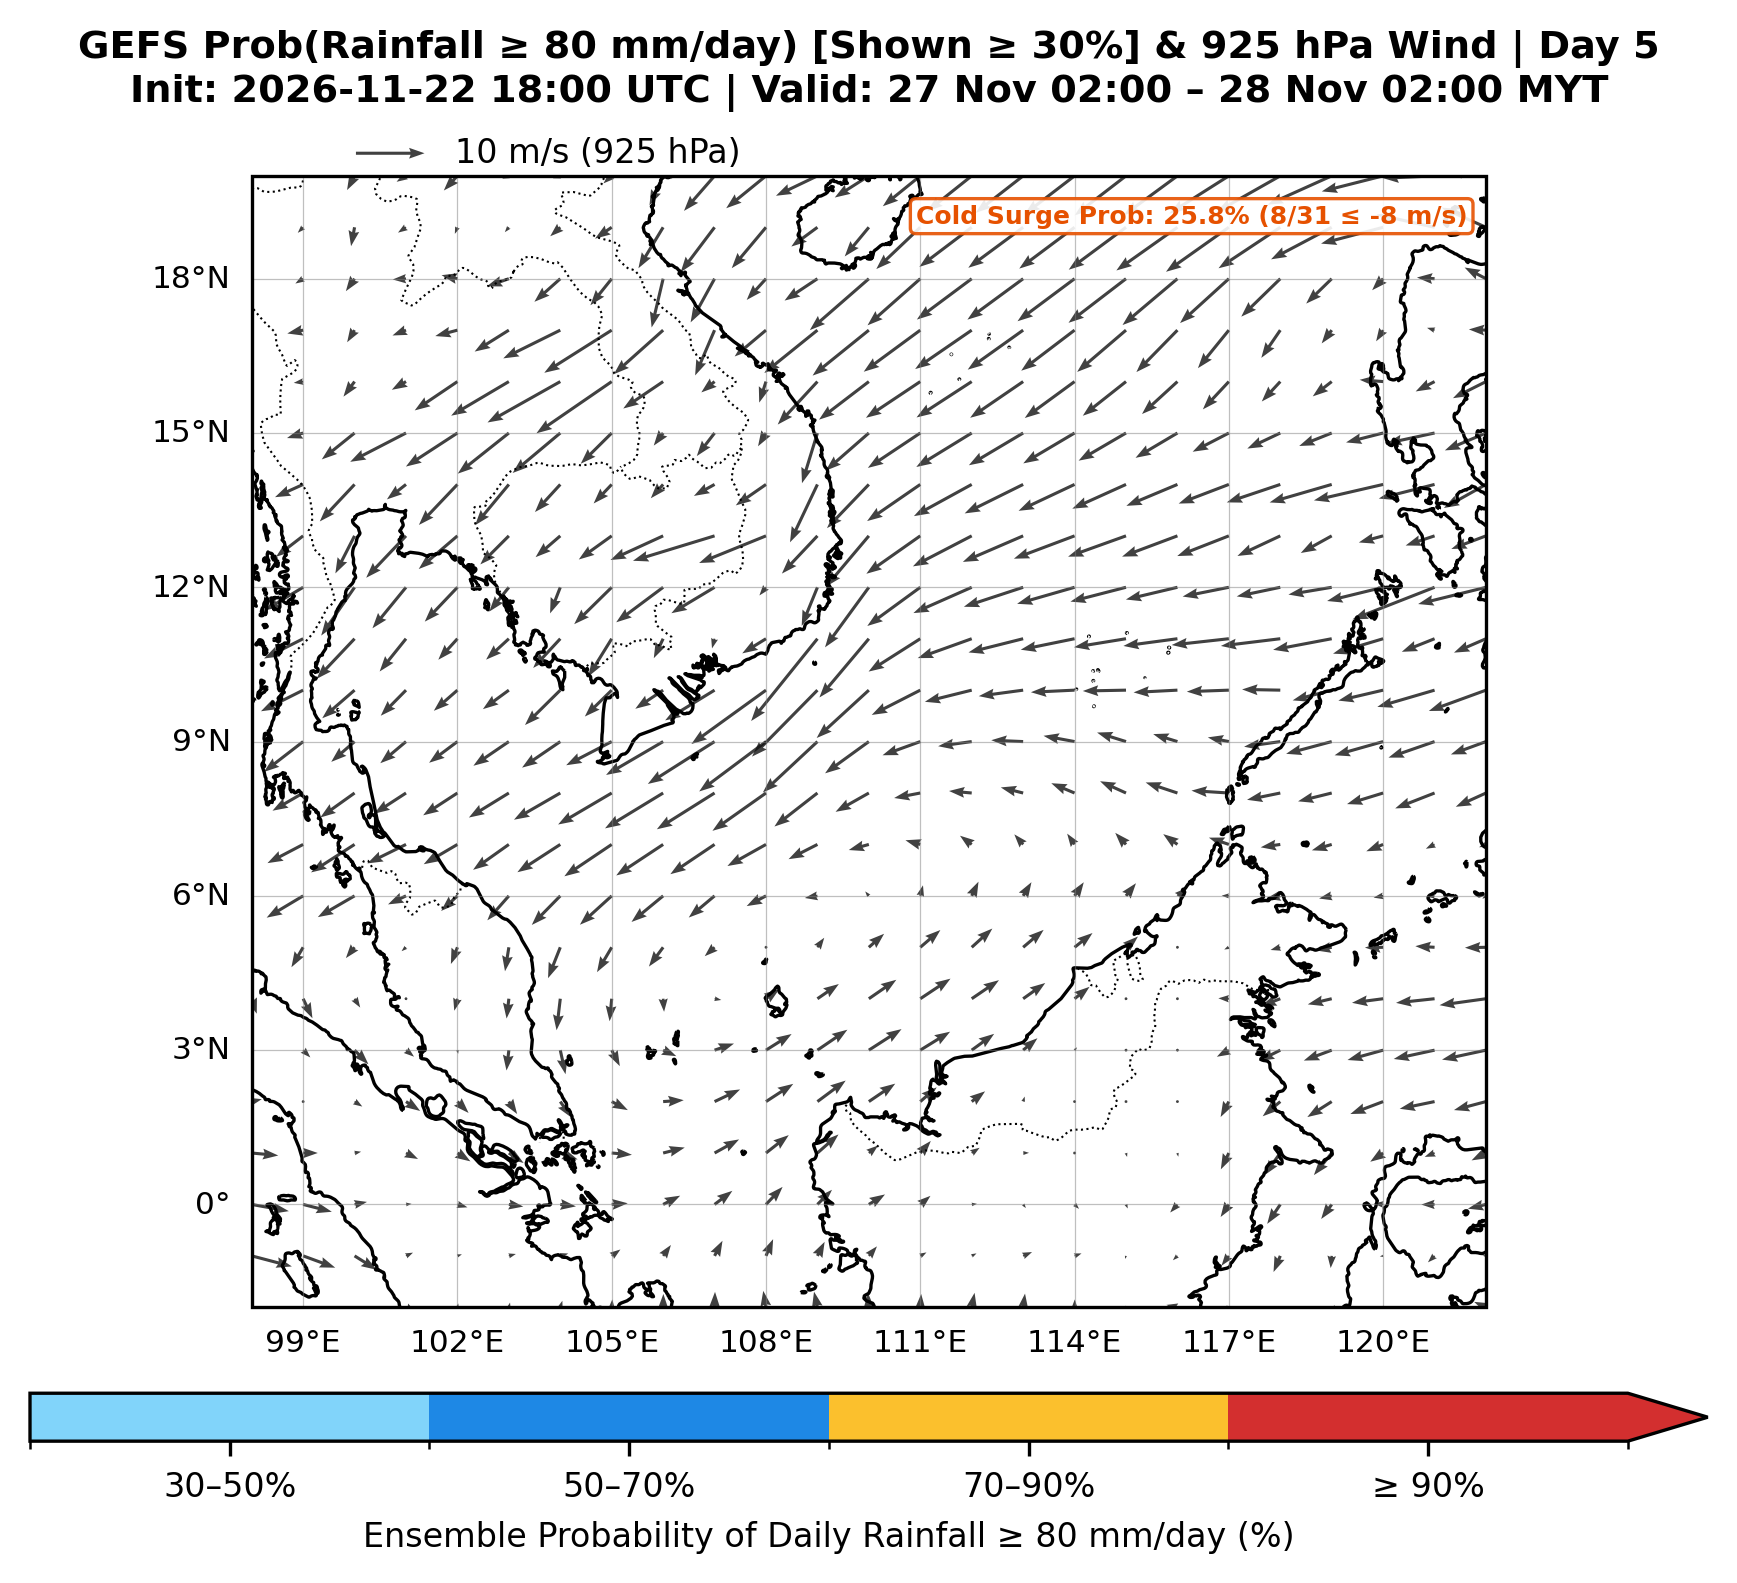 GEFS Prob(Rainfall ≥ 80 mm/day) [Shown ≥ 30%] & 925 hPa Wind | Day 5
Init: 2026-11-22 18:00 UTC | Valid: 27 Nov 02:00 – 28 Nov 02:00 MYT
10 m/s (925 hPa)
Cold Surge Prob: 25.8% (8/31 ≤ -8 m/s)
18°N
15°N
12°N
9°N
6°N
3°N
0°
99°E 102°E 105°E 108°E 111°E 114°E 117°E 120°E
30–50% 50–70% 70–90% ≥ 90%
Ensemble Probability of Daily Rainfall ≥ 80 mm/day (%)